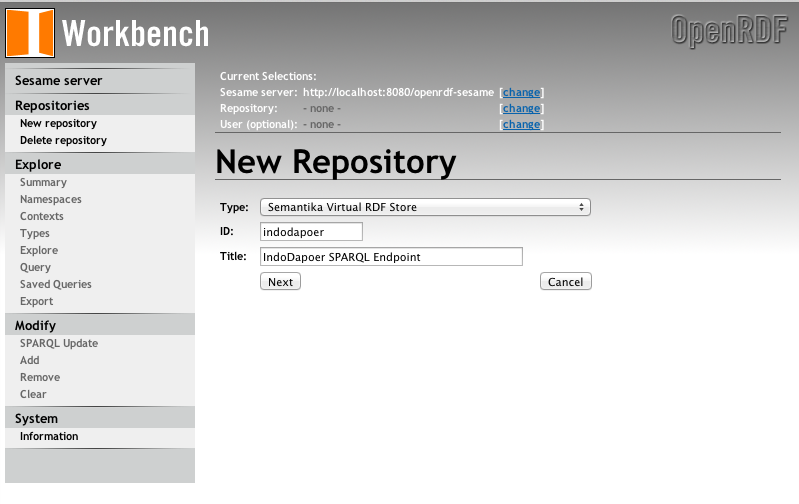 Workbench
OpenRDF
Sesame server
Repositories
New repository
Delete repository
Explore
Summary
Namespaces
Contexts
Types
Explore
Query
Saved Queries
Export
Modify
SPARQL Update
Add
Remove
Clear
System
Information
Current Selections:
Sesame server: http://localhost:8080/openrdf-sesame [change]
Repository: - none - [change]
User (optional): - none - [change]
New Repository
Type: Semantika Virtual RDF Store
ID: indodapoer
Title: IndoDapoer SPARQL Endpoint
Next Cancel